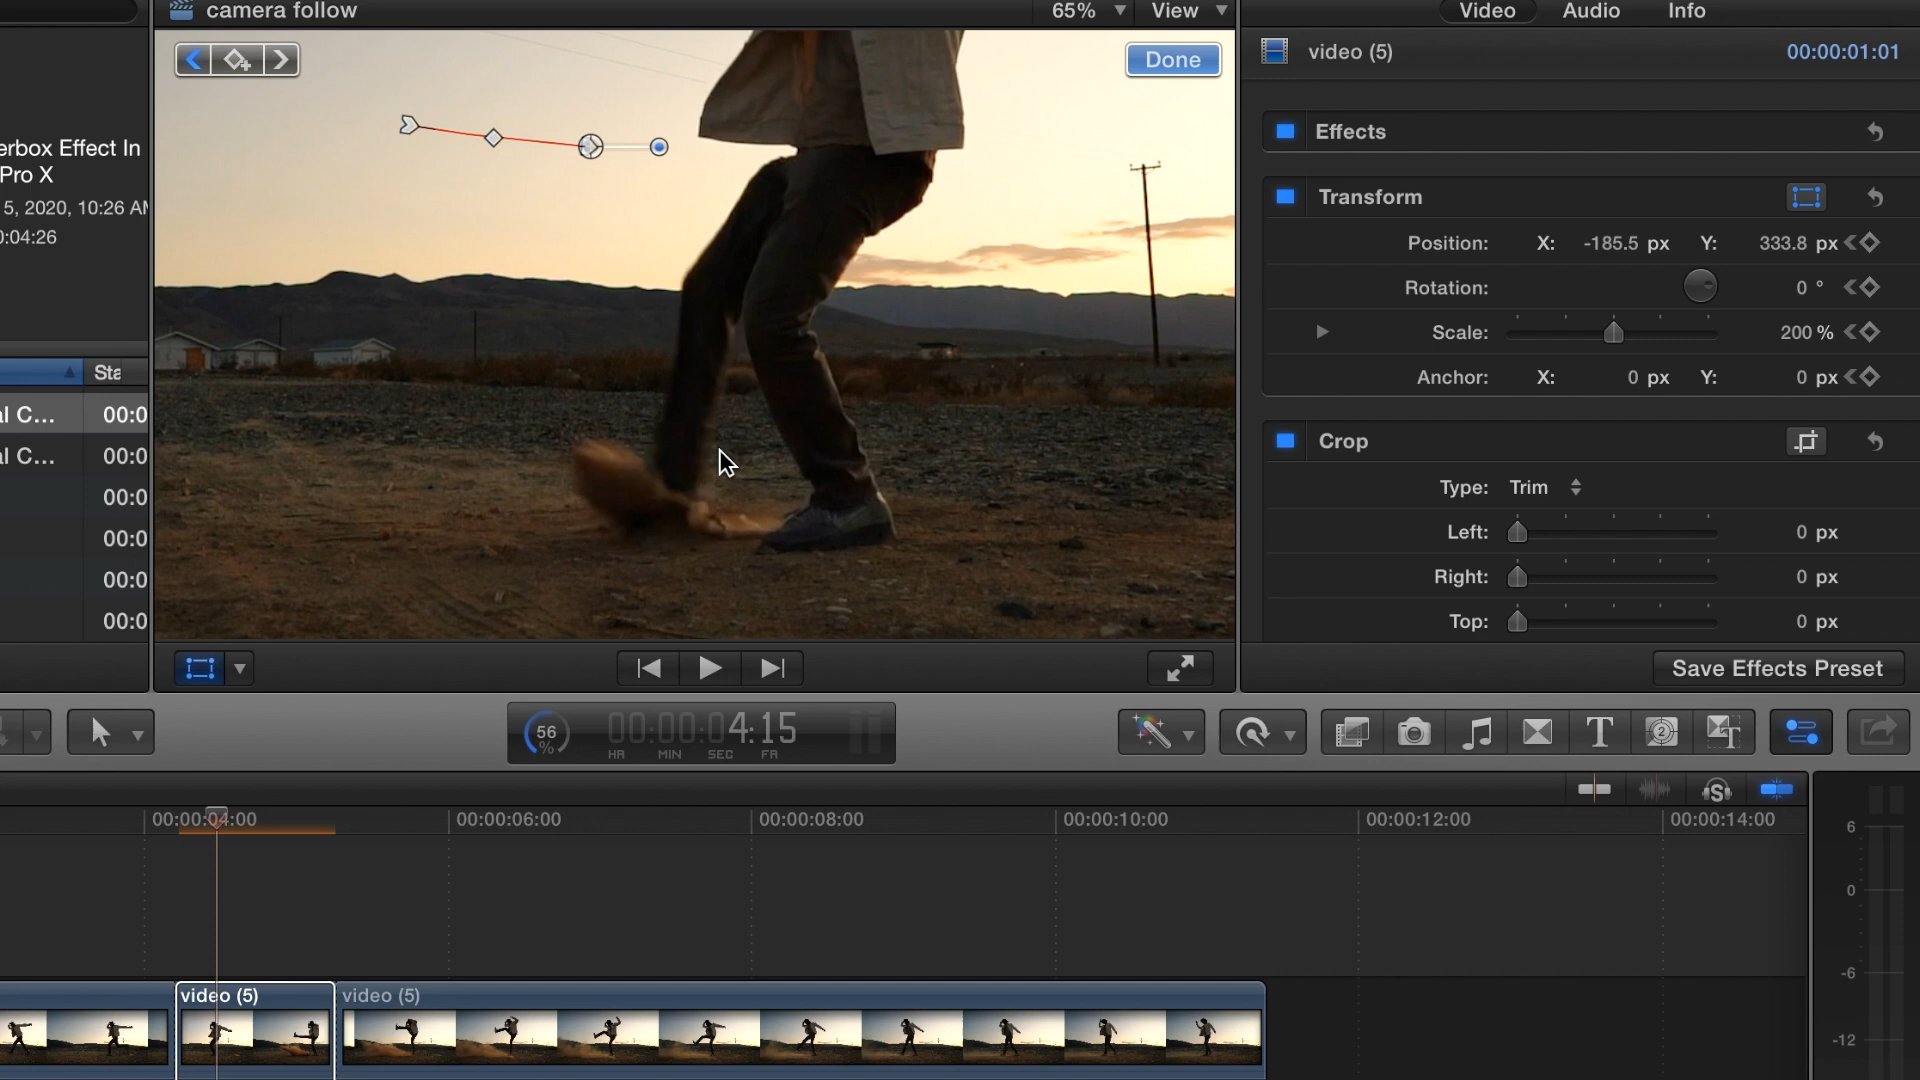 camera follow
65%
View
Video
Audio
Info
Done
video (5)
00:00:01:01
erbox Effect In
Pro X
5, 2020, 10:26 AM
0:04:26
Effects
Transform
Position: X: -185.5 px Y: 333.8 px
Rotation: 0 °
Scale: 200 %
Anchor: X: 0 px Y: 0 px
Sta
al C... 00:0
al C... 00:0
00:0
00:0
00:0
00:0
Crop
Type: Trim
Left: 0 px
Right: 0 px
Top: 0 px
Save Effects Preset
56
%
00:00:04:15
HR MIN SEC FR
T
2
T
S
00:00:04:00
00:00:06:00
00:00:08:00
00:00:10:00
00:00:12:00
00:00:14:00
6
0
-6
-12
video (5)
video (5)